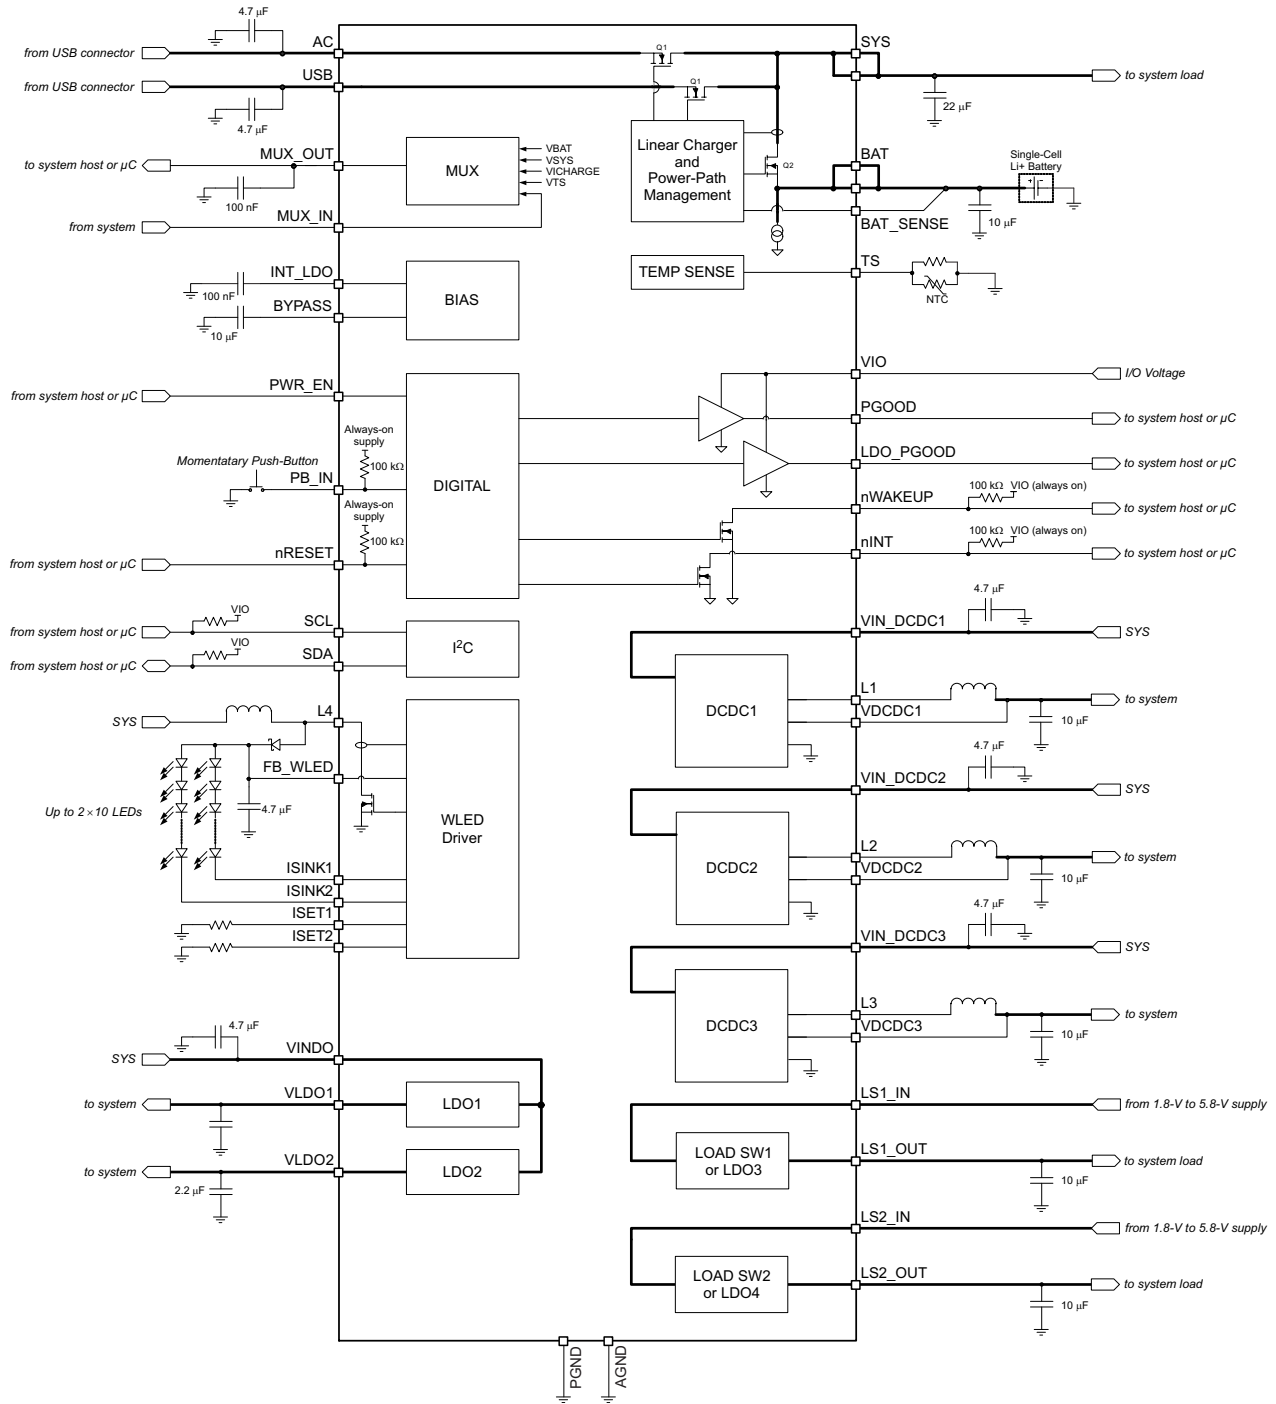 4.7 µF
from USB connector
AC
Q1
SYS
from USB connector
USB
Q1
to system load
4.7 µF
22 µF
to system host or µC
MUX_OUT
MUX
VBAT
VSYS
VICHARGE
VTS
Linear Charger
and
Power-Path
Management
Q2
BAT
Single-Cell
Li+ Battery
100 nF
from system
MUX_IN
BAT_SENSE
10 µF
INT_LDO
100 nF
BYPASS
10 µF
BIAS
TEMP SENSE
TS
NTC
VIO
I/O Voltage
from system host or µC
PWR_EN
PGOOD
to system host or µC
Always-on
supply
100 kΩ
Momentatary Push-Button
PB_IN
DIGITAL
LDO_PGOOD
to system host or µC
Always-on
supply
100 kΩ
nWAKEUP
100 kΩ
VIO (always on)
to system host or µC
from system host or µC
nRESET
nINT
100 kΩ
VIO (always on)
to system host or µC
VIO
from system host or µC
SCL
I2C
VIO
from system host or µC
SDA
4.7 µF
VIN_DCDC1
SYS
DCDC1
L1
to system
VDCDC1
10 µF
SYS
L4
FB_WLED
4.7 µF
Up to 2 × 10 LEDs
WLED
Driver
ISINK1
ISINK2
ISET1
ISET2
4.7 µF
VIN_DCDC2
SYS
DCDC2
L2
to system
VDCDC2
10 µF
4.7 µF
VIN_DCDC3
SYS
DCDC3
L3
to system
VDCDC3
10 µF
4.7 µF
SYS
VINDO
to system
VLDO1
LDO1
to system
VLDO2
LDO2
2.2 µF
LS1_IN
from 1.8-V to 5.8-V supply
LOAD SW1
or LDO3
LS1_OUT
to system load
10 µF
LS2_IN
from 1.8-V to 5.8-V supply
LOAD SW2
or LDO4
LS2_OUT
to system load
10 µF
PGND
AGND